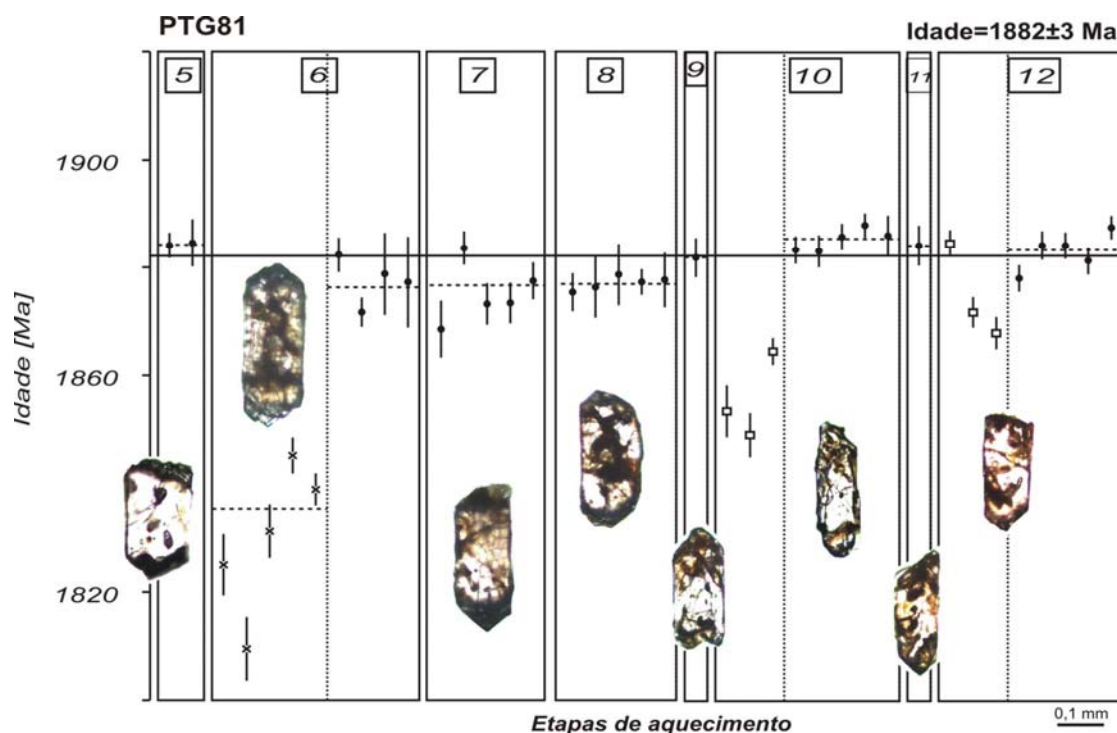 PTG81
Idade=1882±3 Ma
5 6 7 8 9 10 11 12
1900
1860
1820
Idade [Ma]
Etapas de aquecimento
0,1 mm